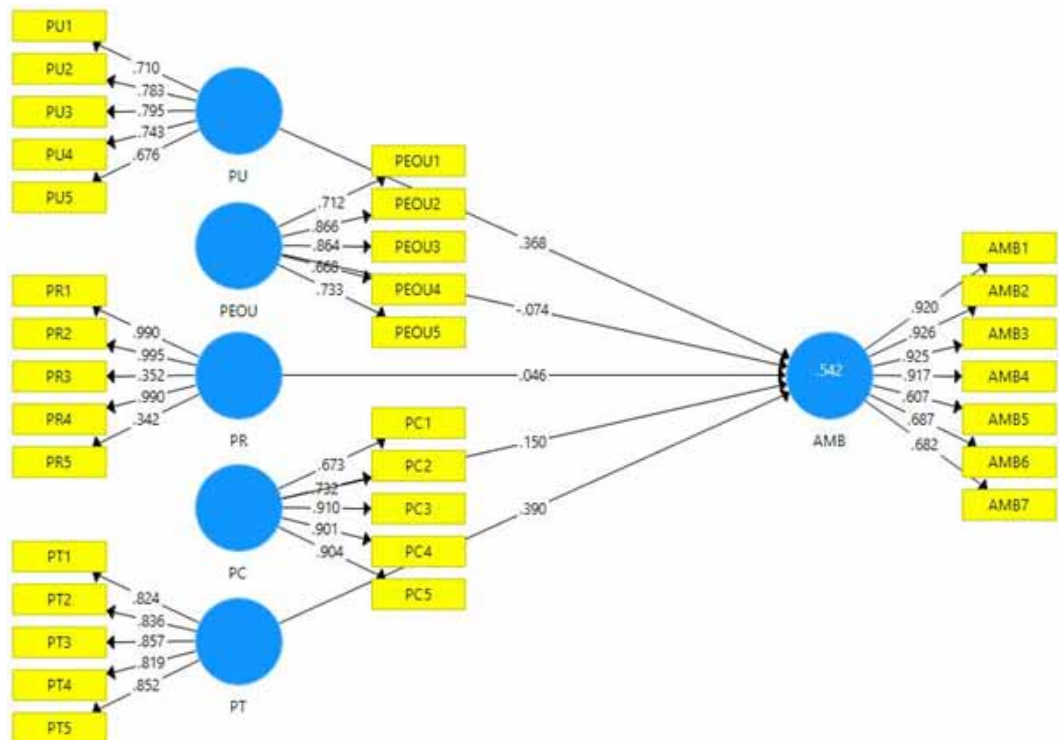 PU1
PU2
PU3
PU4
PU5
.710
.783
.795
.743
.676
PU
PEOU1
PEOU2
PEOU3
PEOU4
PEOU5
.712
.866
.864
.668
.733
PEOU
PR1
PR2
PR3
PR4
PR5
.990
.995
.352
.990
.342
PR
PC1
PC2
PC3
PC4
PC5
.673
.732
.910
.901
.904
PC
PT1
PT2
PT3
PT4
PT5
.824
.836
.857
.819
.852
PT
.368
-.074
.046
.150
.390
.542
AMB
.920
.926
.925
.917
.607
.687
.682
AMB1
AMB2
AMB3
AMB4
AMB5
AMB6
AMB7